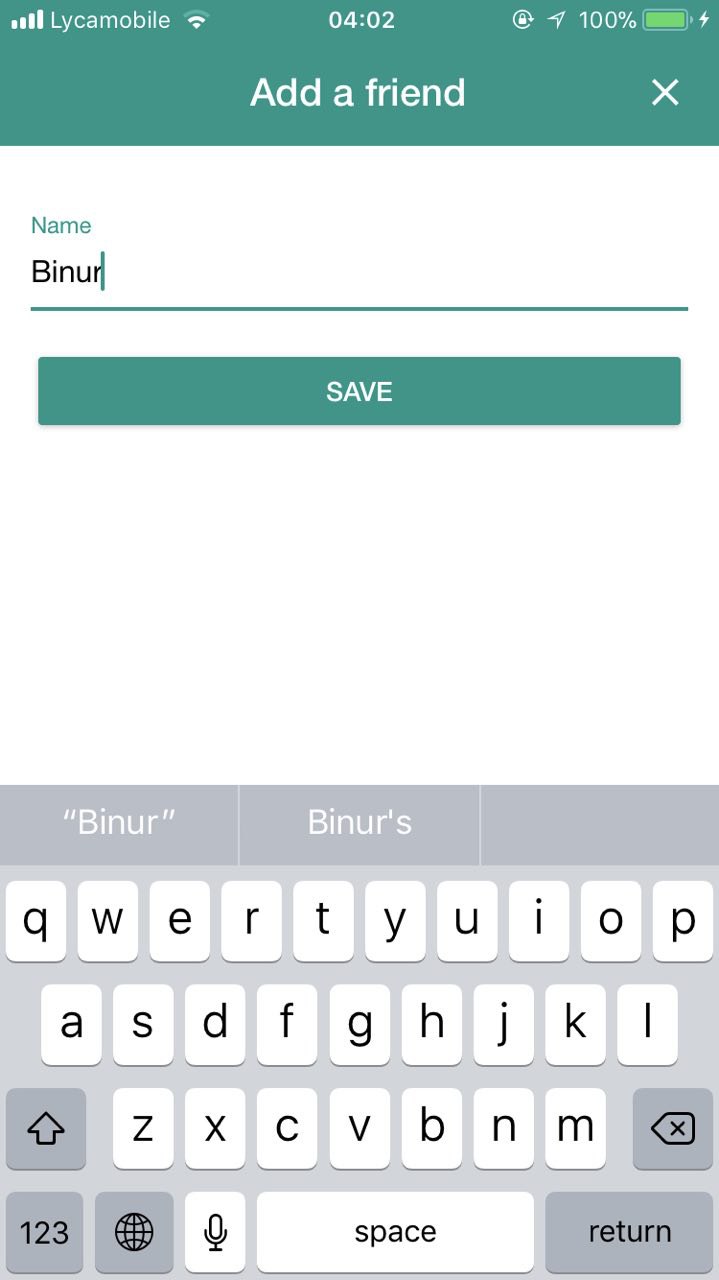 Lycamobile 04:02 100%
Add a friend
Name
Binur
SAVE
“Binur” Binur's
q w e r t y u i o p
a s d f g h j k l
z x c v b n m
123 space return